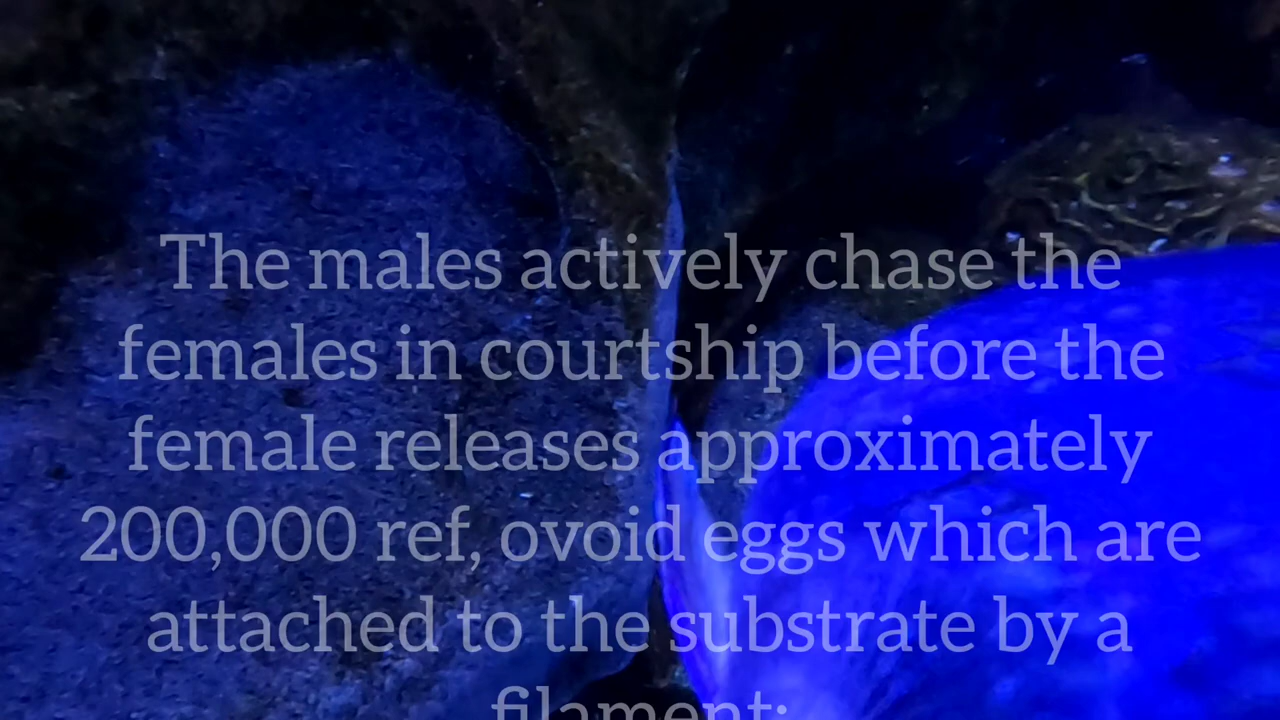 The males actively chase the
females in courtship before the
female releases approximately
200,000 ref, ovoid eggs which are
attached to the substrate by a
filament;